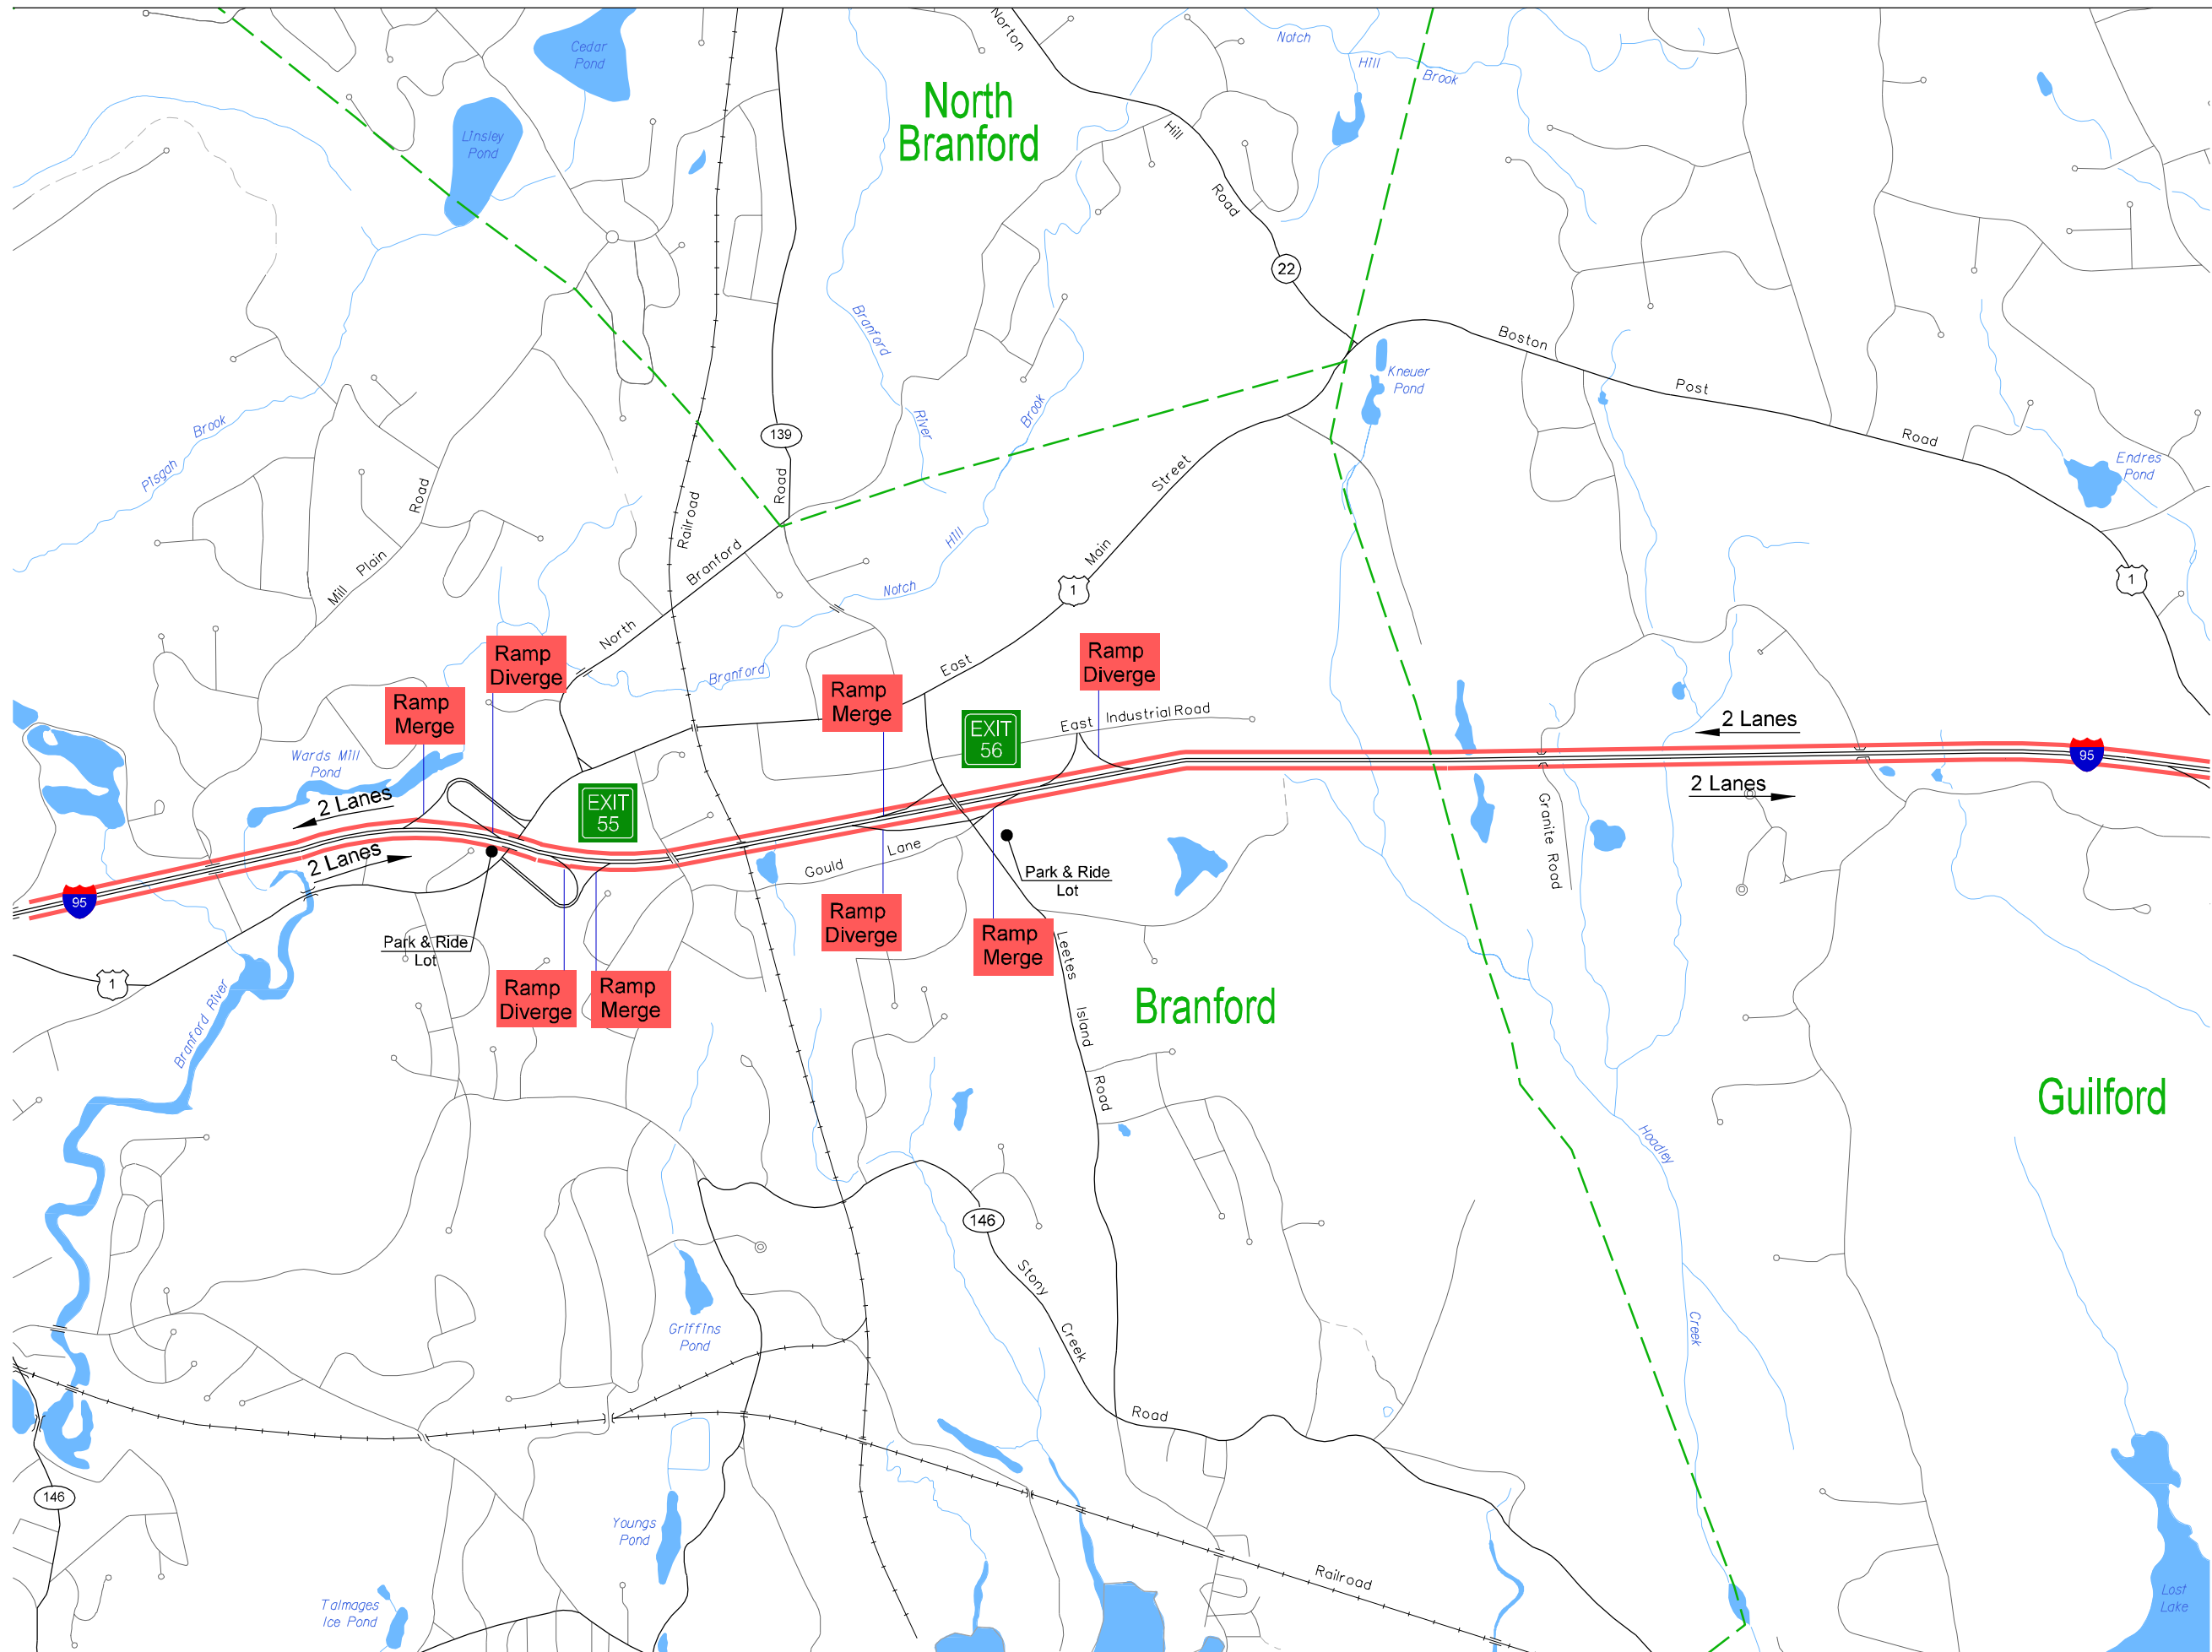 Norton
Hill
Road
22
Notch
Hill
Brook
Cedar
Pond
Linsley
Pond
North
Branford
Branford
River
Brook
Hill
Notch
Branford
Boston
Post
Road
1
Kneuer
Pond
Endres
Pond
Pisgah
Brook
Mill
Plain
Road
Railroad
139
Road
Branford
North
East
Main
Street
1
Ramp
Diverge
Ramp
Merge
Ramp
Merge
Ramp
Diverge
EXIT
56
East Industrial Road
2 Lanes
95
2 Lanes
Wards Mill
Pond
2 Lanes
EXIT
55
2 Lanes
95
Gould Lane
Park & Ride
Lot
Granite Road
Park & Ride
Lot
Ramp
Diverge
Ramp
Merge
Ramp
Diverge
Ramp
Merge
1
Branford River
Leetes
Island
Road
Branford
Guilford
Hoadley
Creek
146
Stony
Creek
Road
Griffins
Pond
146
Youngs
Pond
Talmages
Ice Pond
Railroad
Lost
Lake